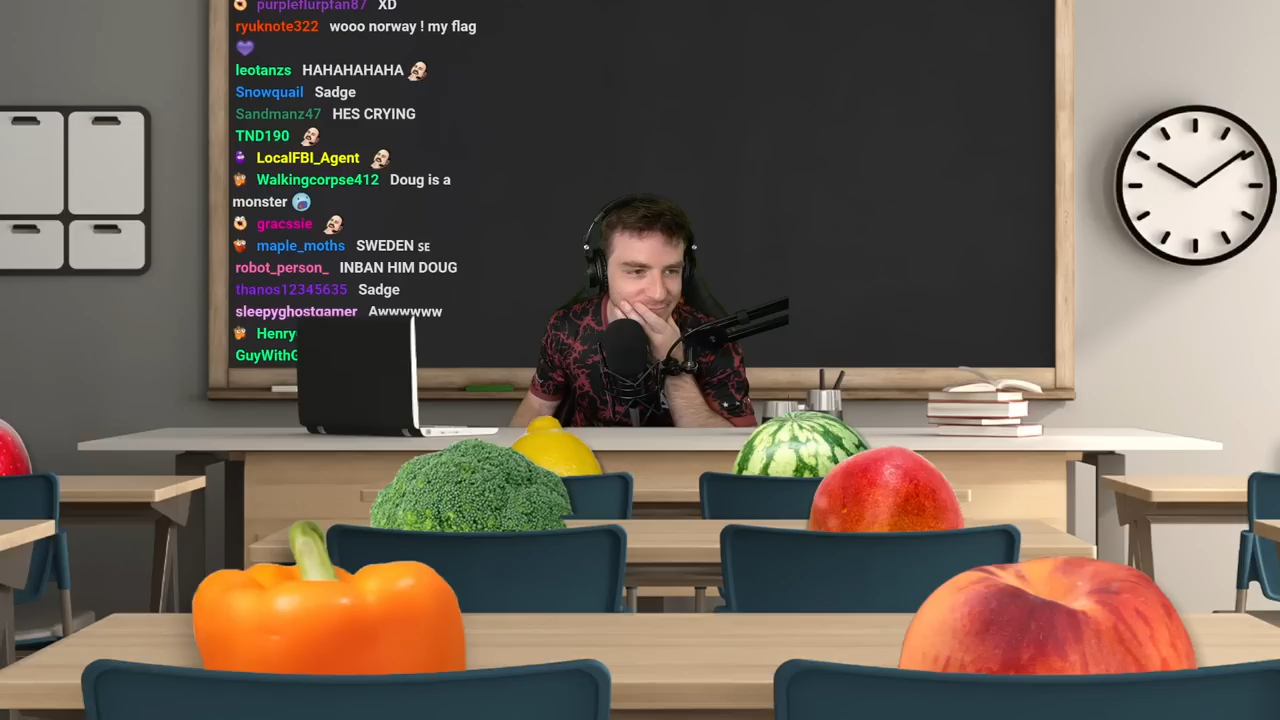 purpleflurpfan87 XD
ryuknote322 wooo norway ! my flag
leotanzs HAHAHAHAHA
Snowquail Sadge
Sandmanz47 HES CRYING
TND190
LocalFBI_Agent
Walkingcorpse412 Doug is a
monster
gracssie
maple_moths SWEDEN SE
robot_person_ INBAN HIM DOUG
thanos12345635 Sadge
sleepyghostgamer Awwwwww